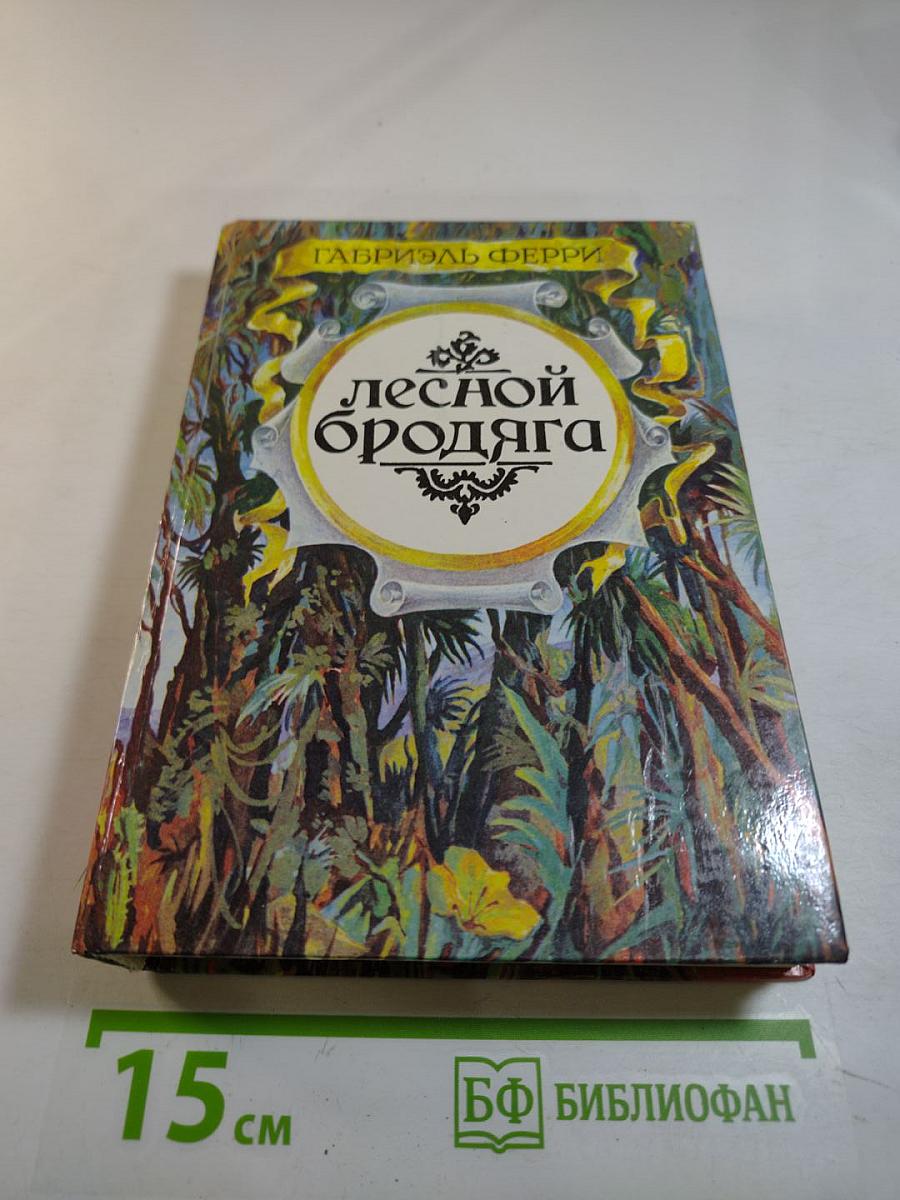 ГАБРИЭЛЬ ФЕРРИ
лесной
бродяга
15 см
БФ БИБЛИОФАН